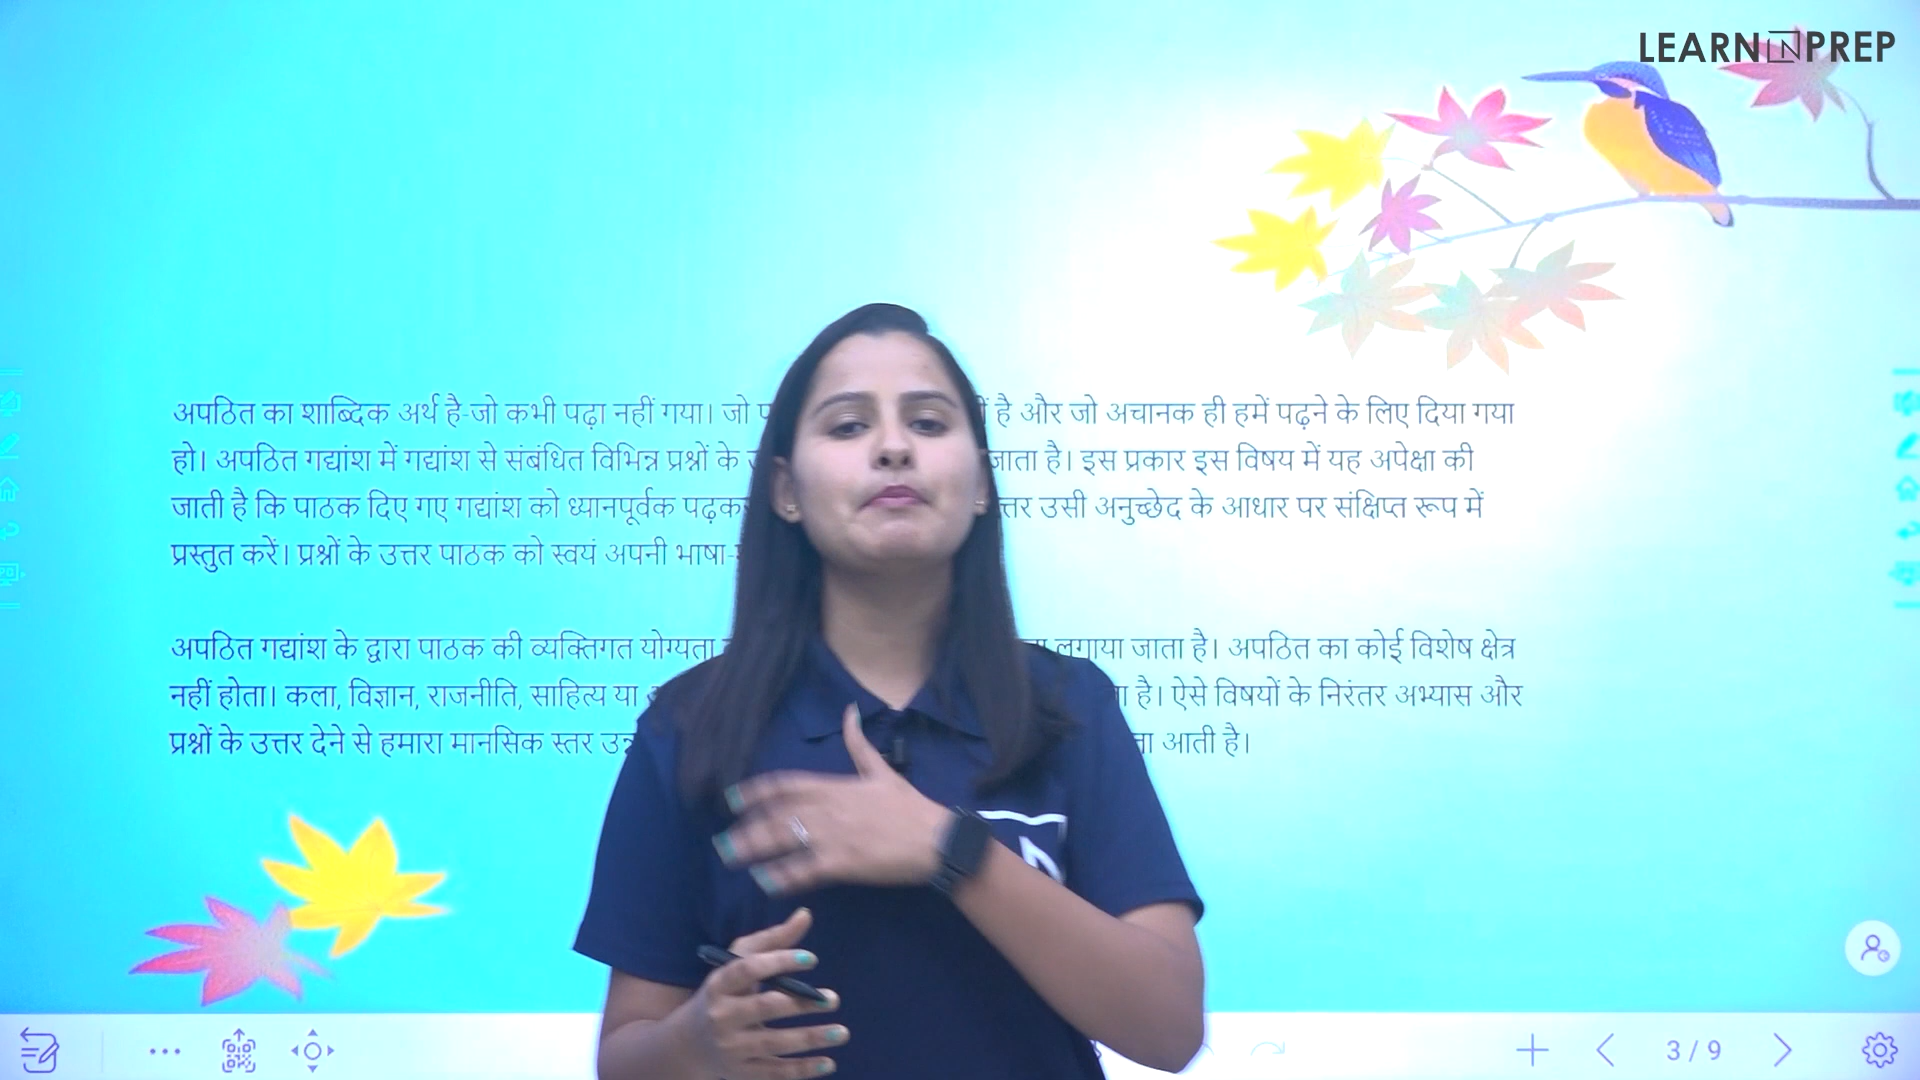 LEARN N PREP
अपठित का शाब्दिक अर्थ है-जो कभी पढ़ा नहीं गया। जो है और जो अचानक ही हमें पढ़ने के लिए दिया गया
हो। अपठित गद्यांश में गद्यांश से संबंधित विभिन्न प्रश्नों के जाता है। इस प्रकार इस विषय में यह अपेक्षा की
जाती है कि पाठक दिए गए गद्यांश को ध्यानपूर्वक पढ़कर उसी अनुच्छेद के आधार पर संक्षिप्त रूप में
प्रस्तुत करें। प्रश्नों के उत्तर पाठक को स्वयं अपनी भाषा-
अपठित गद्यांश के द्वारा पाठक की व्यक्तिगत योग्यता लगाया जाता है। अपठित का कोई विशेष क्षेत्र
नहीं होता। कला, विज्ञान, राजनीति, साहित्य या है। ऐसे विषयों के निरंतर अभ्यास और
प्रश्नों के उत्तर देने से हमारा मानसिक स्तर आती है।
3 / 9